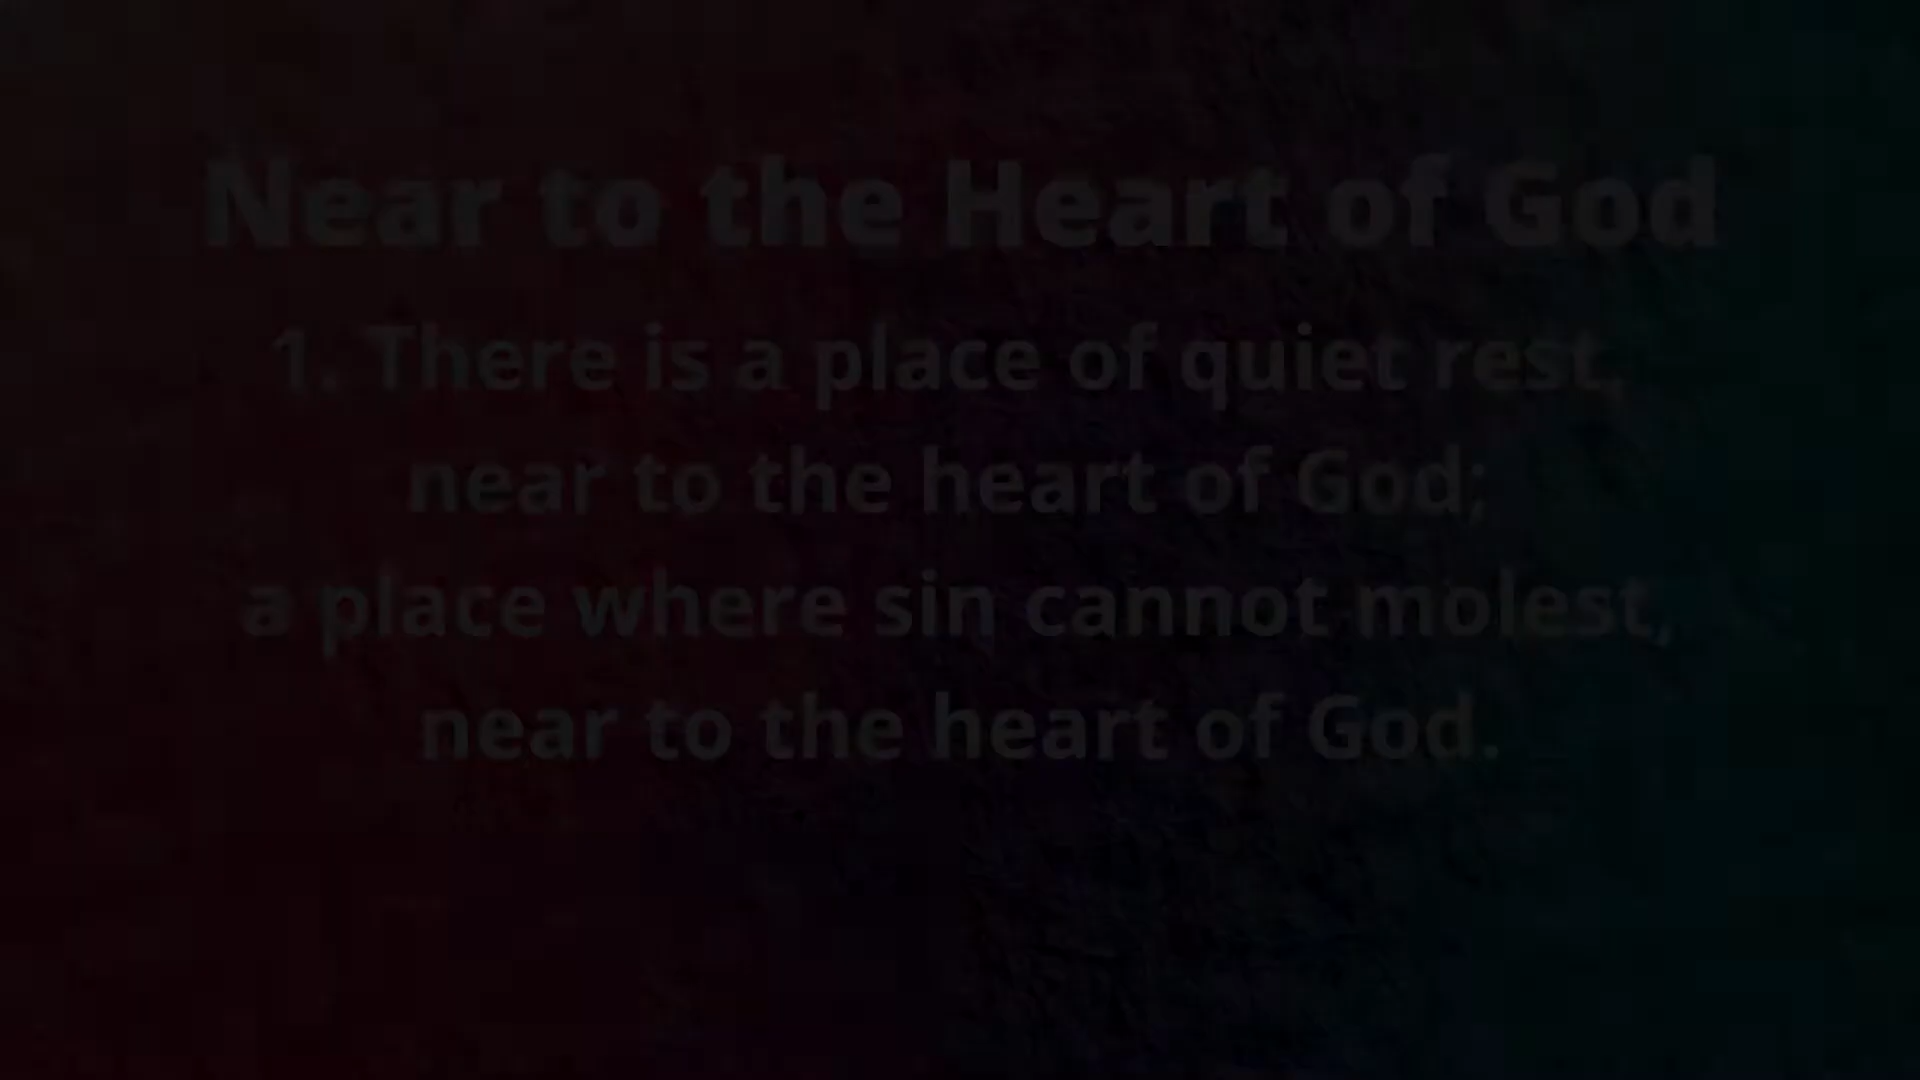 Near to the Heart of God
1. There is a place of quiet rest,
near to the heart of God;
a place where sin cannot molest,
near to the heart of God.